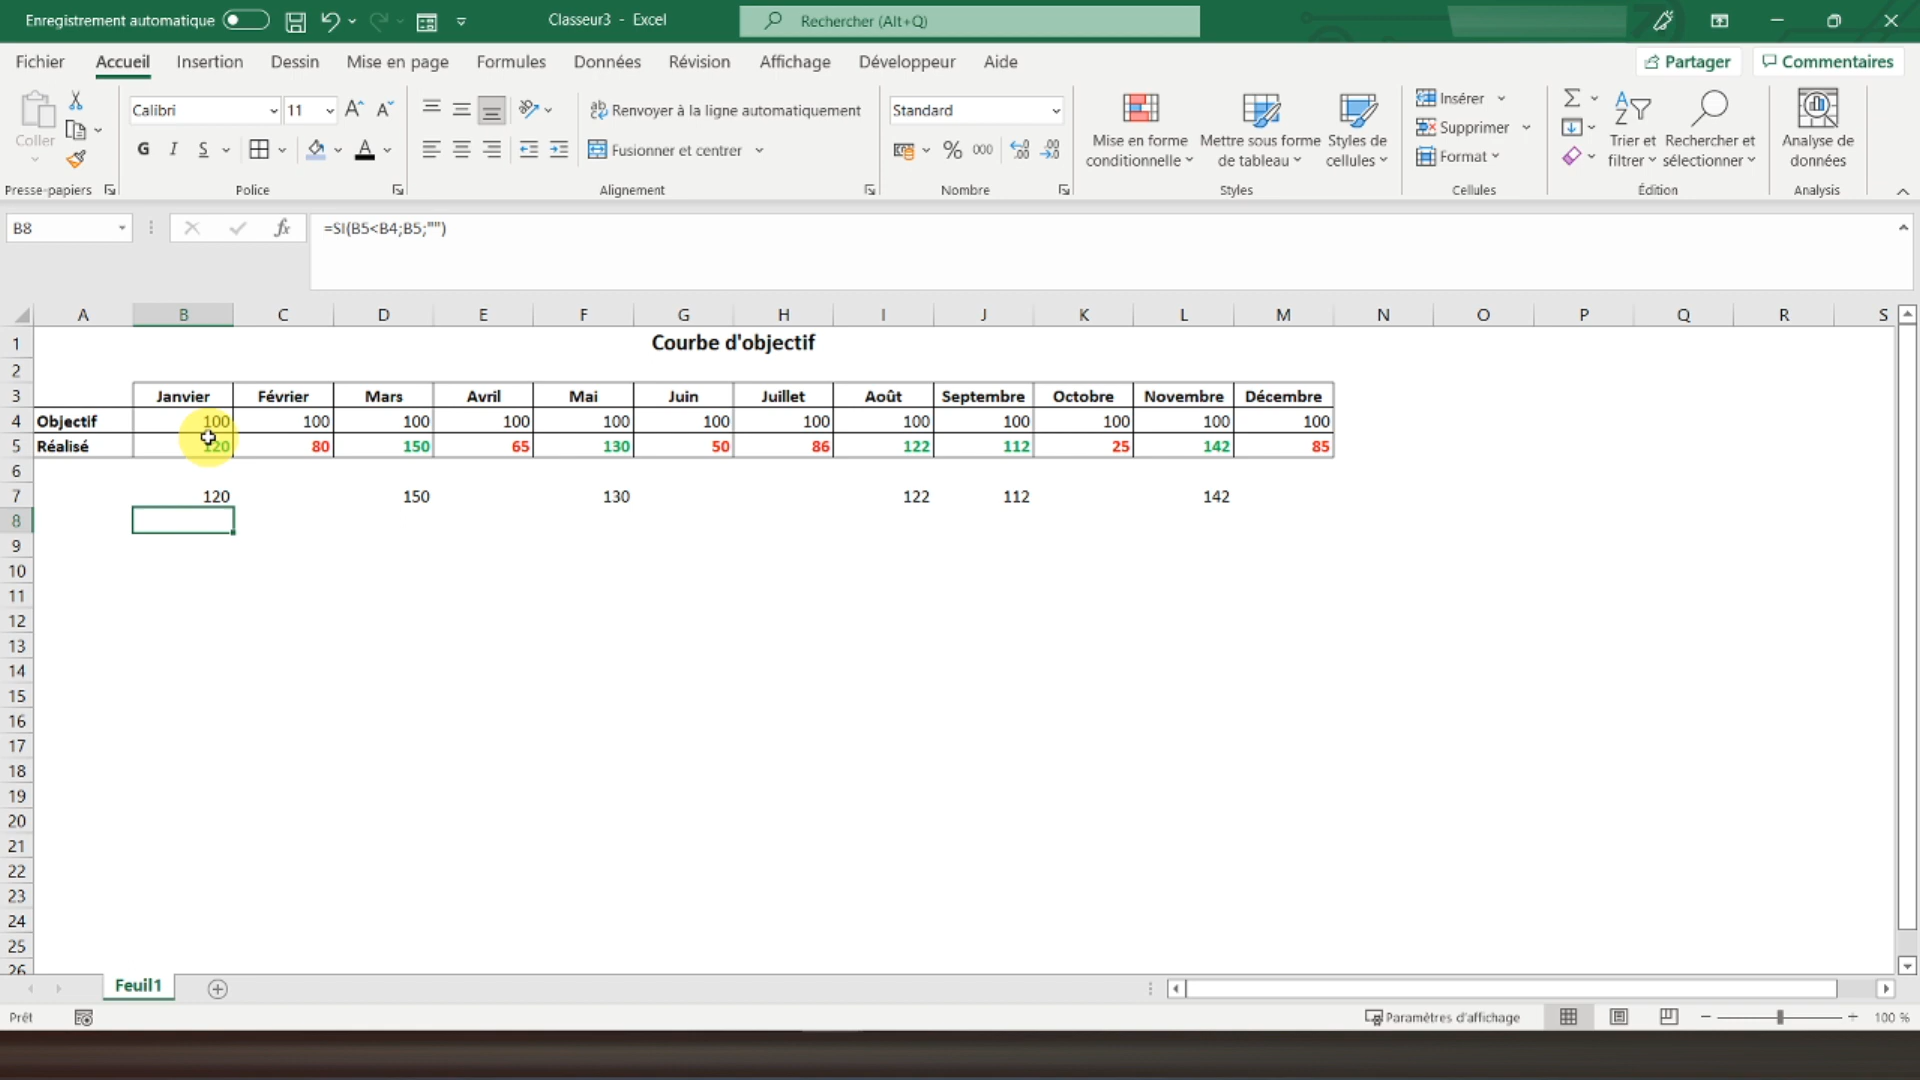 Enregistrement automatique
Classeur3 - Excel
Rechercher (Alt+Q)
Fichier Accueil Insertion Dessin Mise en page Formules Données Révision Affichage Développeur Aide
Partager Commentaires
Coller
Calibri 11
Renvoyer à la ligne automatiquement
Standard
G I S
Fusionner et centrer
% 000
Mise en forme conditionnelle
Mettre sous forme de tableau
Styles de cellules
Insérer
Supprimer
Format
Trier et filtrer
Rechercher et sélectionner
Analyse de données
Presse-papiers Police Alignement Nombre Styles Cellules Édition Analysis
B8 fx =SI(B5<B4;B5;"")
A B C D E F G H I J K L M N O P Q R S
1 Courbe d'objectif
2
3 Janvier Février Mars Avril Mai Juin Juillet Août Septembre Octobre Novembre Décembre
4 Objectif 100 100 100 100 100 100 100 100 100 100 100 100
5 Réalisé 120 80 150 65 130 50 86 122 112 25 142 85
6
7 120 150 130 122 112 142
8
9
10
11
12
13
14
15
16
17
18
19
20
21
22
23
24
25
26
Feuil1
Prêt
Paramètres d'affichage
100 %